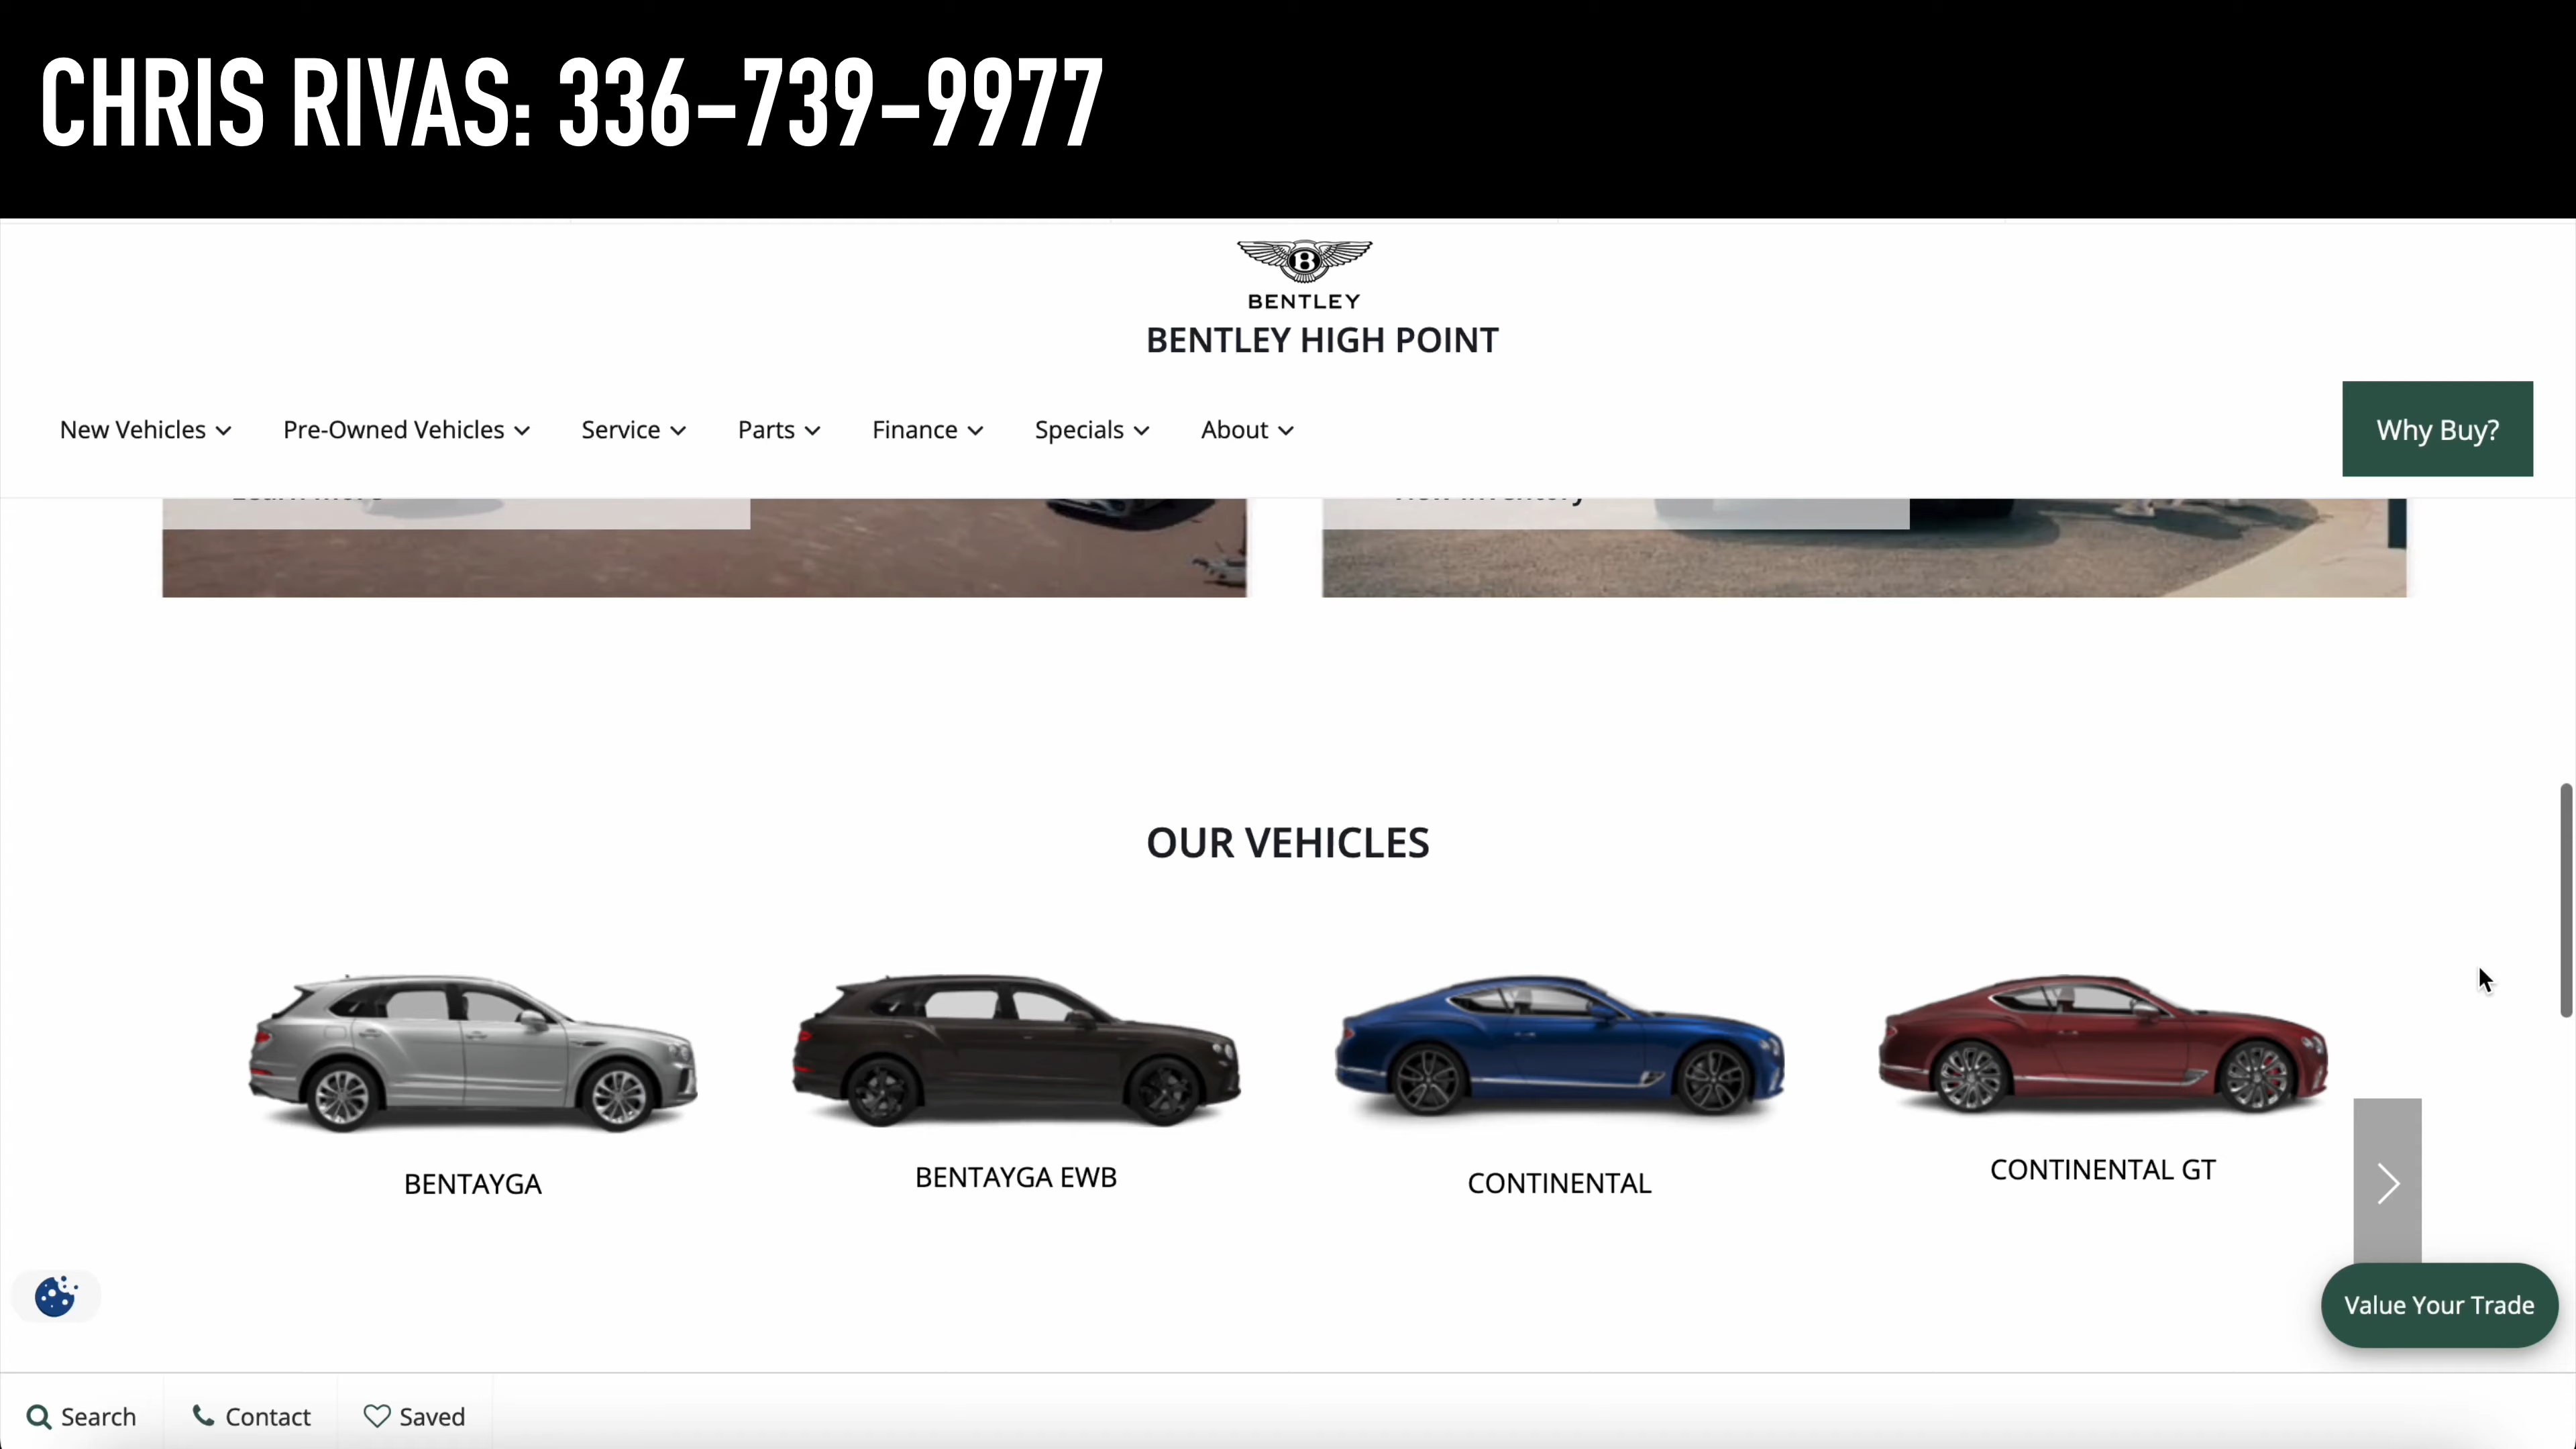 CHRIS RIVAS: 336-739-9977
B
BENTLEY
BENTLEY HIGH POINT
New Vehicles Pre-Owned Vehicles Service Parts Finance Specials About Why Buy?
OUR VEHICLES
BENTAYGA BENTAYGA EWB CONTINENTAL CONTINENTAL GT
Value Your Trade
Search Contact Saved